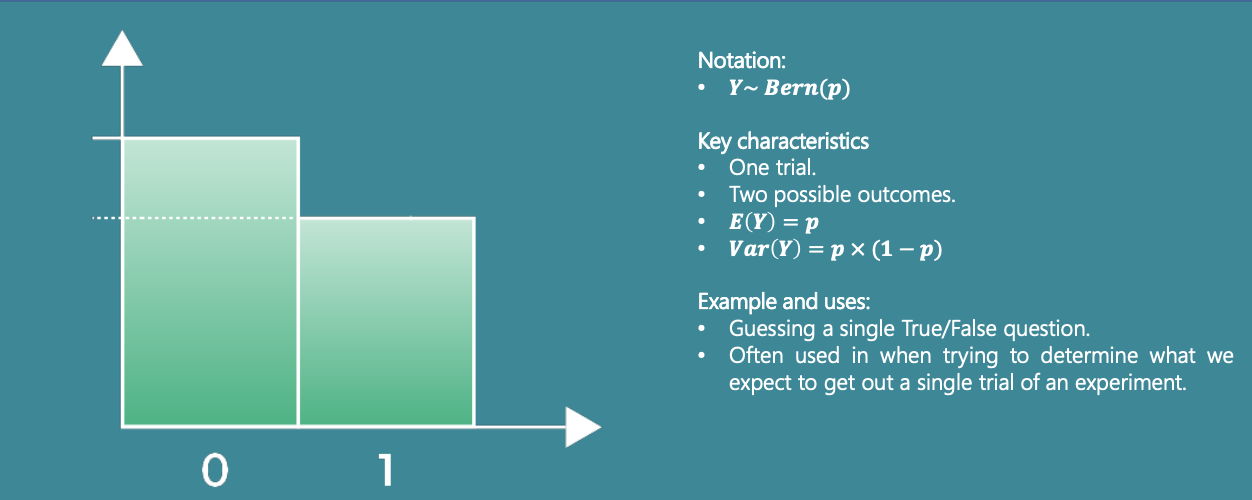 Notation:
• Y~ Bern(p)
Key characteristics
• One trial.
• Two possible outcomes.
• E(Y) = p
• Var(Y) = p × (1 − p)
Example and uses:
• Guessing a single True/False question.
• Often used in when trying to determine what we
expect to get out a single trial of an experiment.
0 1